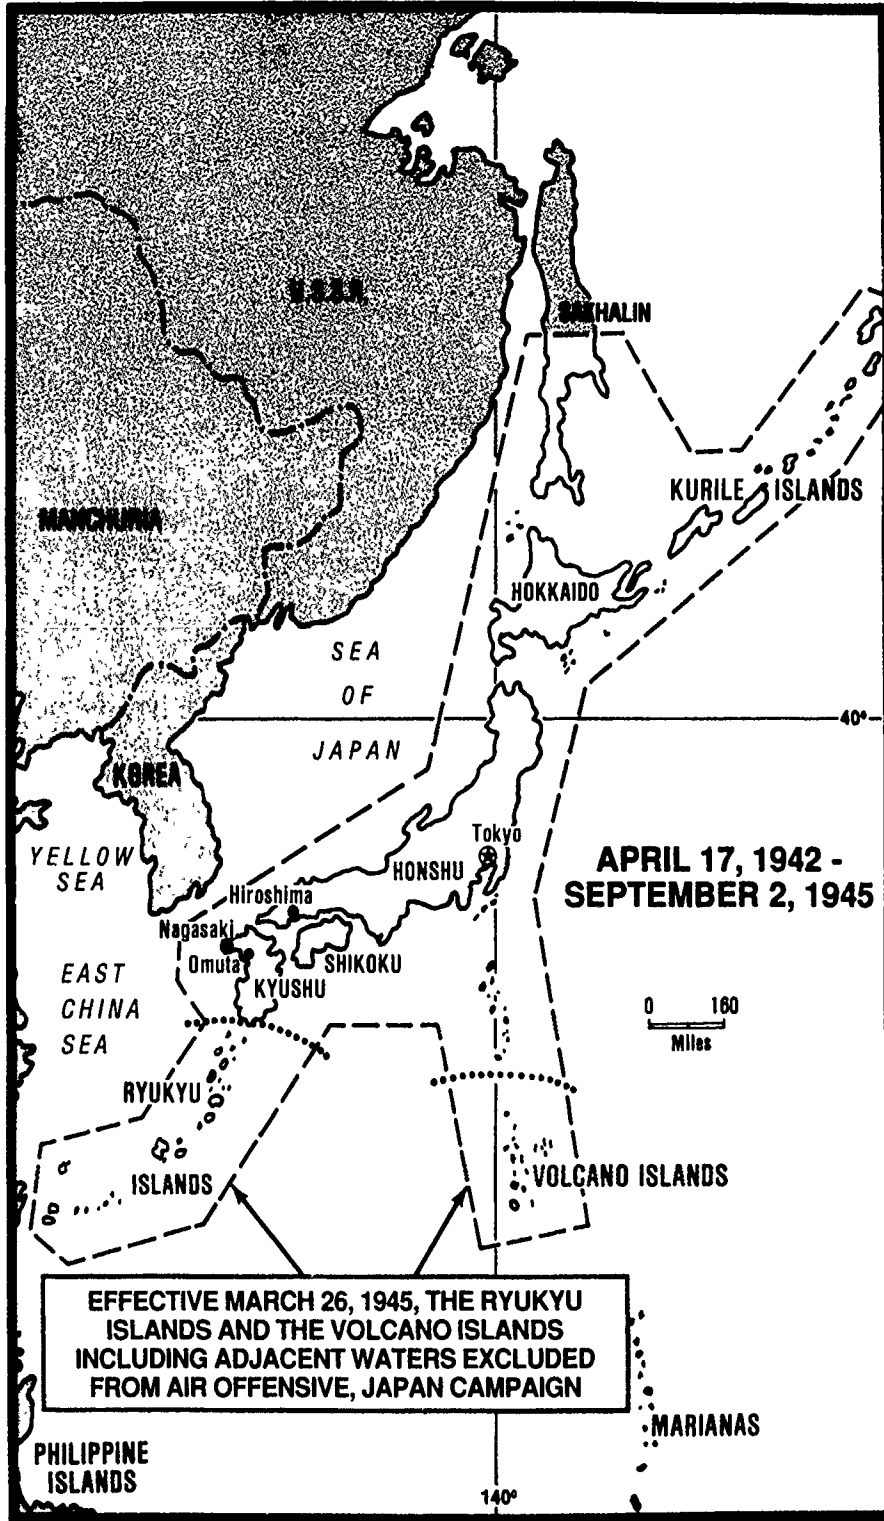 U.S.S.R.
SAKHALIN
MANCHURIA
KURILE ISLANDS
HOKKAIDO
SEA
OF
JAPAN
40°
KOREA
YELLOW
SEA
Tokyo
HONSHU
APRIL 17, 1942 -
SEPTEMBER 2, 1945
Hiroshima
Nagasaki
Omuta
SHIKOKU
KYUSHU
EAST
CHINA
SEA
0 160
Miles
RYUKYU
ISLANDS
VOLCANO ISLANDS
EFFECTIVE MARCH 26, 1945, THE RYUKYU
ISLANDS AND THE VOLCANO ISLANDS
INCLUDING ADJACENT WATERS EXCLUDED
FROM AIR OFFENSIVE, JAPAN CAMPAIGN
MARIANAS
PHILIPPINE
ISLANDS
140°